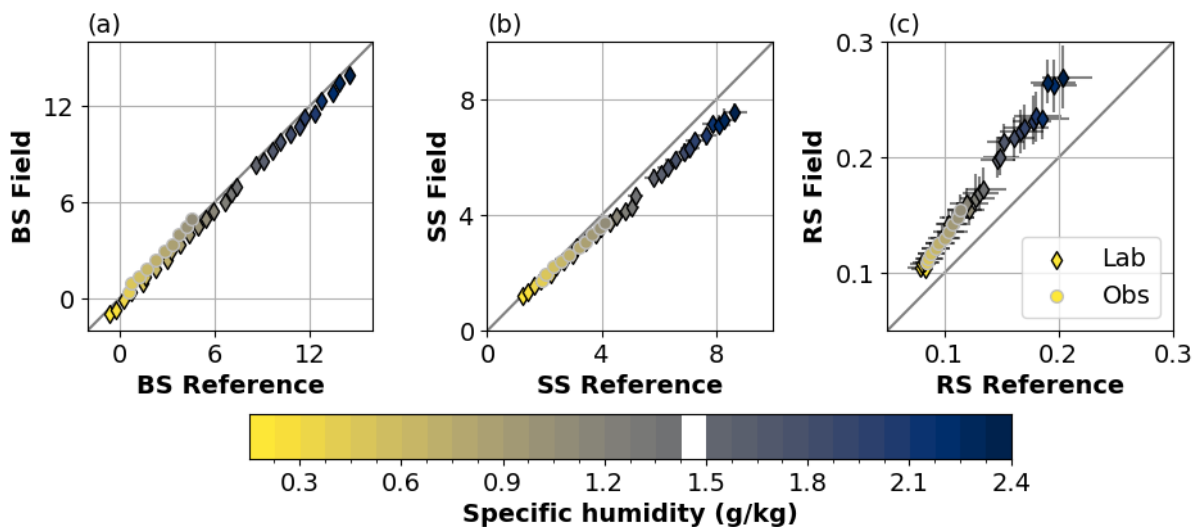 (a)
(b)
(c)
BS Field
12
6
0
0 6 12
BS Reference
SS Field
8
4
0
0 4 8
SS Reference
RS Field
0.3
0.2
0.1
0.1 0.2 0.3
RS Reference
Lab
Obs
0.3 0.6 0.9 1.2 1.5 1.8 2.1 2.4
Specific humidity (g/kg)